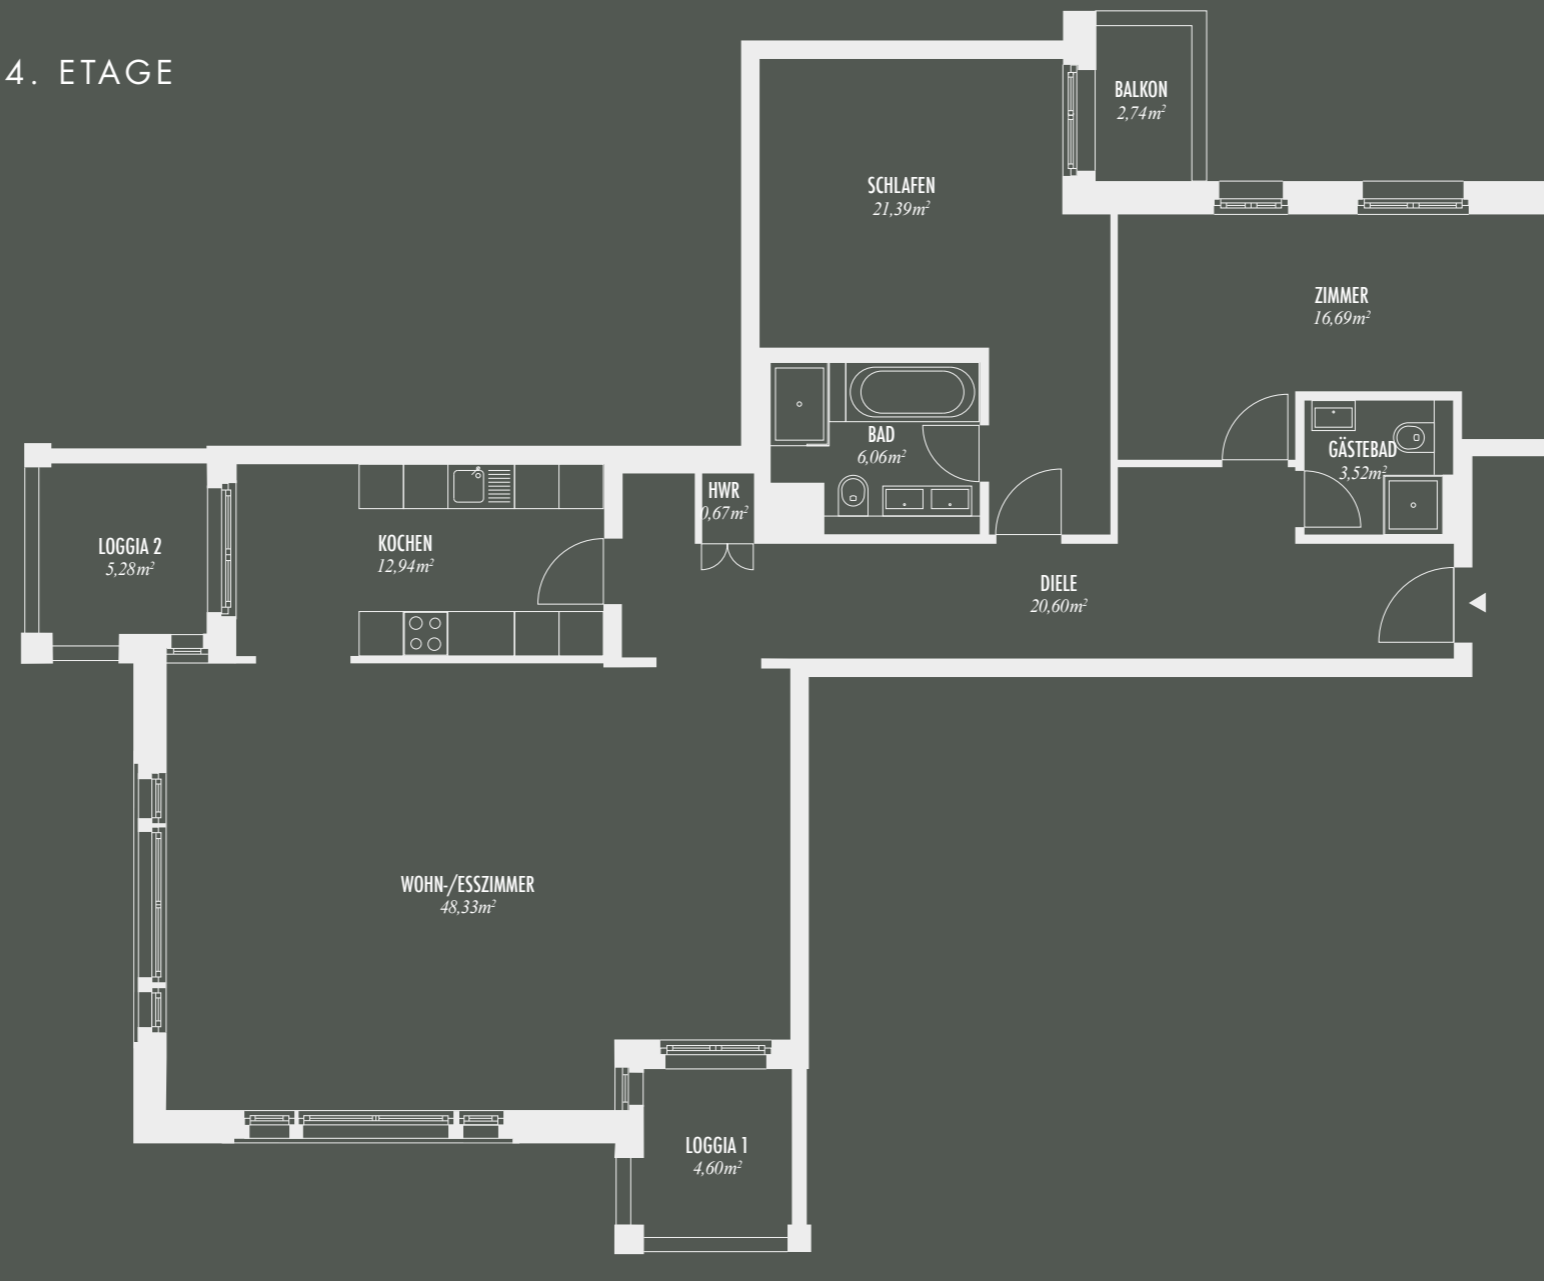 4. ETAGE
BALKON
2,74m²
SCHLAFEN
21,39m²
ZIMMER
16,69m²
BAD
6,06m²
GÄSTEBAD
3,52m²
HWR
0,67m²
LOGGIA 2
5,28m²
KOCHEN
12,94m²
DIELE
20,60m²
WOHN-/ESSZIMMER
48,33m²
LOGGIA 1
4,60m²